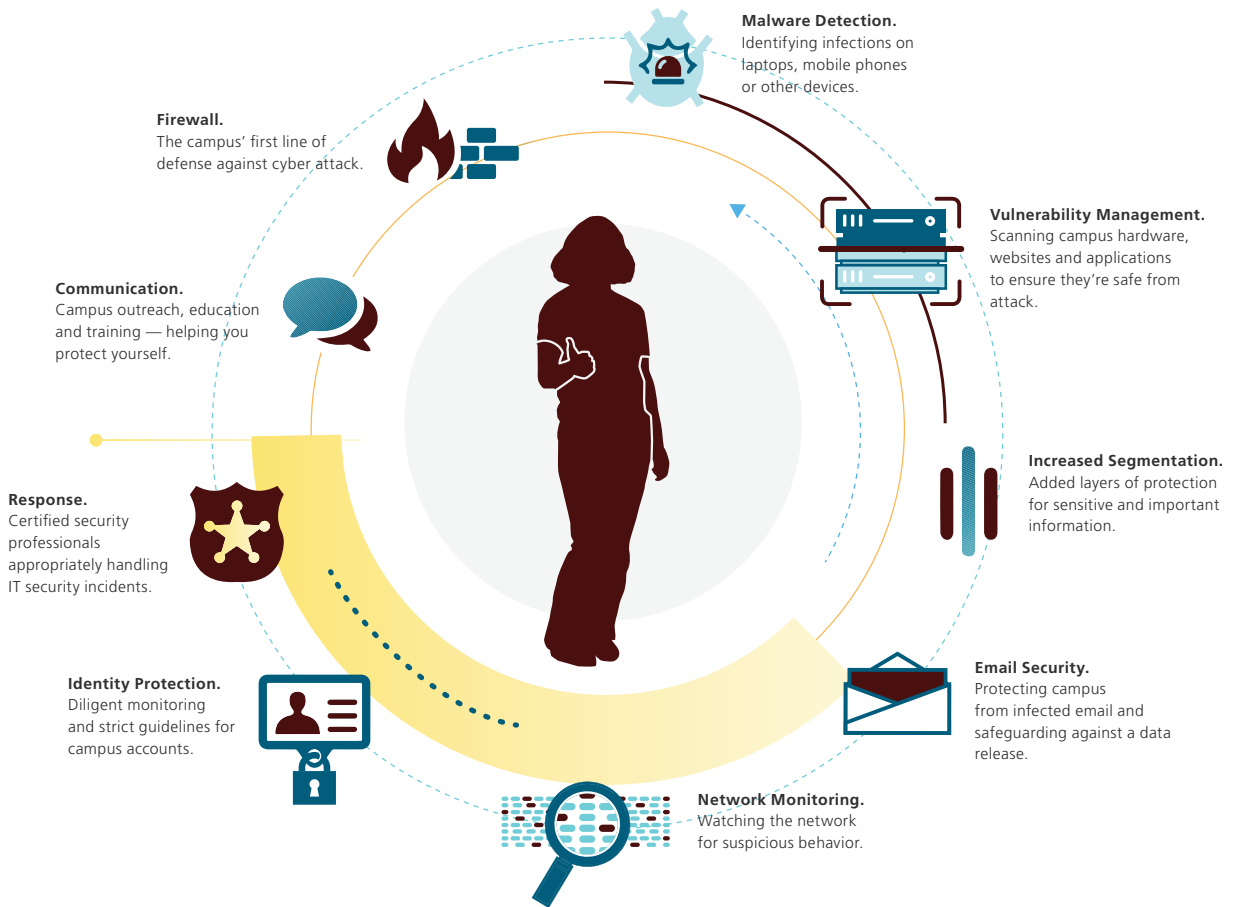 Malware Detection.
Identifying infections on
laptops, mobile phones
or other devices.
Firewall.
The campus’ first line of
defense against cyber attack.
Vulnerability Management.
Scanning campus hardware,
websites and applications
to ensure they’re safe from
attack.
Communication.
Campus outreach, education
and training — helping you
protect yourself.
Increased Segmentation.
Added layers of protection
for sensitive and important
information.
Response.
Certified security
professionals
appropriately handling
IT security incidents.
Email Security.
Protecting campus
from infected email and
safeguarding against a data
release.
Identity Protection.
Diligent monitoring
and strict guidelines for
campus accounts.
Network Monitoring.
Watching the network
for suspicious behavior.